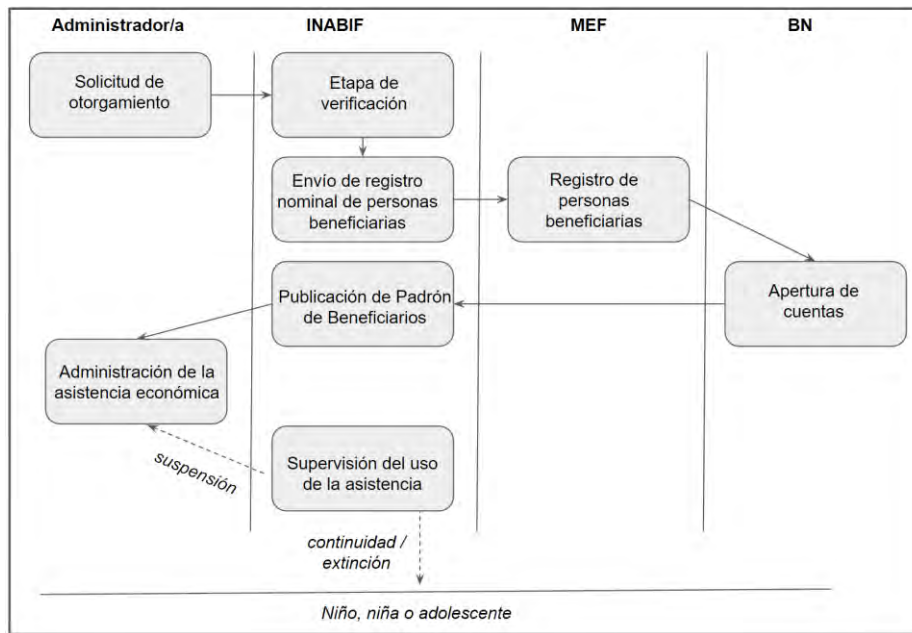 Administrador/a
INABIF
MEF
BN
Solicitud de
otorgamiento
Etapa de
verificación
Envío de registro
nominal de personas
beneficiarias
Registro de
personas
beneficiarias
Apertura de
cuentas
Publicación de Padrón
de Beneficiarios
Administración de la
asistencia económica
suspensión
Supervisión del uso
de la asistencia
continuidad /
extinción
Niño, niña o adolescente